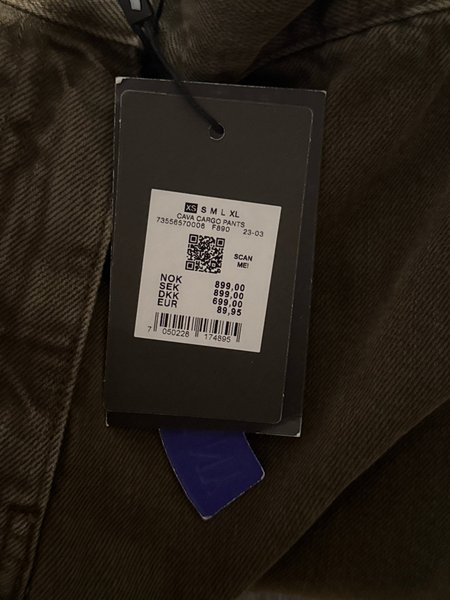 XS S M L XL
CAVA CARGO PANTS
73556570006 F890 23-03
SCAN
ME!
NOK 899,00
SEK 899,00
DKK 699,00
EUR 89,95
7 050228 174895